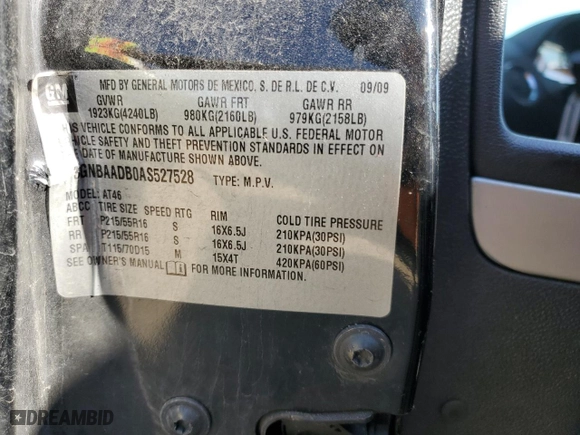 GM
MFD BY GENERAL MOTORS DE MEXICO, S. DE R.L. DE C.V. 09/09
GVWR GAWR FRT GAWR RR
1923KG(4240LB) 980KG(2160LB) 979KG(2158LB)
THIS VEHICLE CONFORMS TO ALL APPLICABLE U.S. FEDERAL MOTOR
VEHICLE SAFETY AND THEFT PREVENTION STANDARDS IN EFFECT ON
DATE OF MANUFACTURE SHOWN ABOVE.
3GNBAADB0AS527528 TYPE: M.P.V.
MODEL: AT46
ABCC TIRE SIZE SPEED RTG RIM COLD TIRE PRESSURE
FRT P215/55R16 S 16X6.5J 210KPA(30PSI)
RR P215/55R16 S 16X6.5J 210KPA(30PSI)
SPA T115/70D15 M 15X4T 420KPA(60PSI)
SEE OWNER'S MANUAL FOR MORE INFORMATION.
DREAMBID